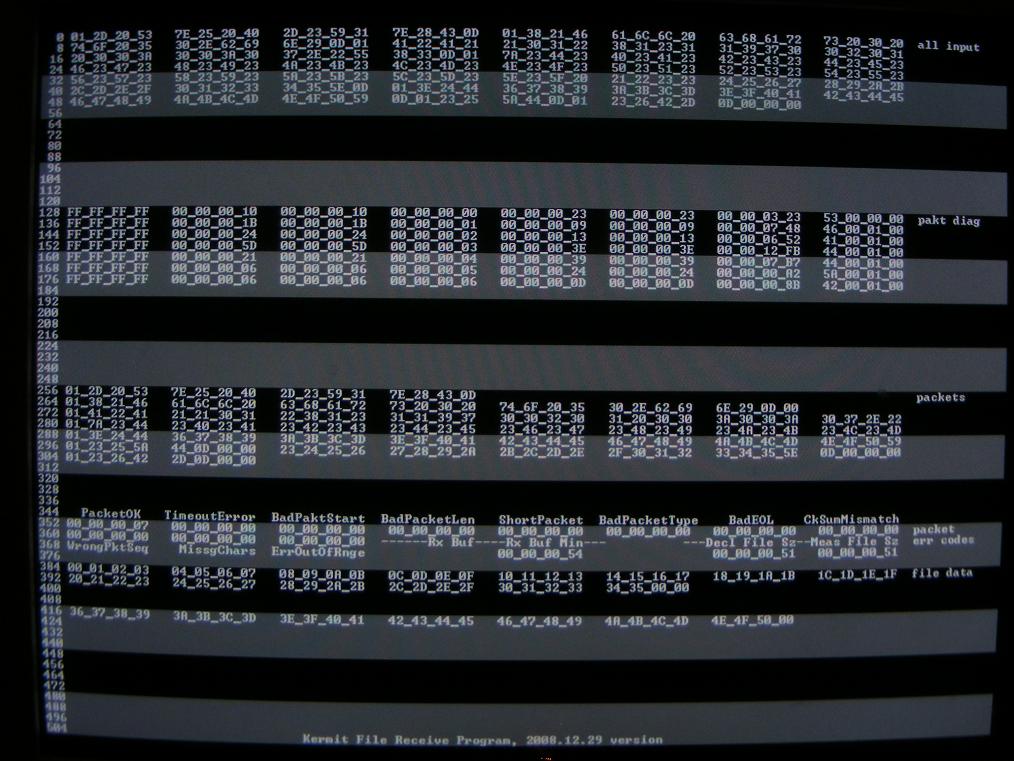 0 01_2D_20_53 7E_25_20_40 2D_23_59_31 7E_28_43_0D 01_38_21_46 61_6C_6C_20 63_68_61_72 73_20_30_20 all input
8 74_6F_20_35 30_2E_62_69 6E_29_0D_01 41_22_41_21 21_30_31_22 38_31_23_31 31_39_37_30 30_32_30_31
16 20_30_30_3A 30_30_3A_30 37_2E_22_55 38_33_0D_01 7A_23_44_23 40_23_41_23 42_23_43_23 44_23_45_23
24 46_23_47_23 48_23_49_23 4A_23_4B_23 4C_23_4D_23 4E_23_4F_23 50_23_51_23 52_23_53_23 54_23_55_23
32 56_23_57_23 58_23_59_23 5A_23_5B_23 5C_23_5D_23 5E_23_5F_20 21_22_23_23 24_25_26_27 28_29_2A_2B
40 2C_2D_2E_2F 30_31_32_33 34_35_5E_0D 01_3E_24_44 36_37_38_39 3A_3B_3C_3D 3E_3F_40_41 42_43_44_45
48 46_47_48_49 4A_4B_4C_4D 4E_4F_50_59 0D_01_23_25 5A_44_0D_01 23_26_42_2D 0D_00_00_00
56
64
72
80
88
96
104
112
120
128 FF_FF_FF_FF 00_00_00_10 00_00_00_10 00_00_00_00 00_00_00_23 00_00_00_23 00_00_03_23 53_00_00_00 pakt diag
136 FF_FF_FF_FF 00_00_00_1B 00_00_00_1B 00_00_00_01 00_00_00_09 00_00_00_09 00_00_07_48 46_00_01_00
144 FF_FF_FF_FF 00_00_00_24 00_00_00_24 00_00_00_02 00_00_00_13 00_00_00_13 00_00_06_52 41_00_01_00
152 FF_FF_FF_FF 00_00_00_5D 00_00_00_5D 00_00_00_03 00_00_00_3E 00_00_00_3E 00_00_12_FB 44_00_01_00
160 FF_FF_FF_FF 00_00_00_21 00_00_00_21 00_00_00_04 00_00_00_39 00_00_00_39 00_00_07_B7 44_00_01_00
168 FF_FF_FF_FF 00_00_00_06 00_00_00_06 00_00_00_05 00_00_00_24 00_00_00_24 00_00_00_A2 5A_00_01_00
176 FF_FF_FF_FF 00_00_00_06 00_00_00_06 00_00_00_06 00_00_00_0D 00_00_00_0D 00_00_00_8B 42_00_01_00
184
192
200
208
216
224
232
240
248
256 01_2D_20_53 7E_25_20_40 2D_23_59_31 7E_28_43_0D packets
264 01_38_21_46 61_6C_6C_20 63_68_61_72 73_20_30_20 74_6F_20_35 30_2E_62_69 6E_29_0D_00
272 01_41_22_41 21_21_30_31 22_38_31_23 31_31_39_37 30_30_32_30 31_20_30_30 3A_30_30_3A 30_37_2E_22
280 01_7A_23_44 23_40_23_41 23_42_23_43 23_44_23_45 23_46_23_47 23_48_23_49 23_4A_23_4B 23_4C_23_4D
288 01_3E_24_44 36_37_38_39 3A_3B_3C_3D 3E_3F_40_41 42_43_44_45 46_47_48_49 4A_4B_4C_4D 4E_4F_50_59
296 01_23_25_5A 44_0D_00_00 23_24_25_26 27_28_29_2A 2B_2C_2D_2E 2F_30_31_32 33_34_35_5E 0D_00_00_00
304 01_23_26_42 2D_0D_00_00
312
320
328
336
344 PacketOK TimeoutError BadPaktStart BadPacketLen ShortPacket BadPacketType BadEOL CkSumMismatch
352 00_00_00_07 00_00_00_00 00_00_00_00 00_00_00_00 00_00_00_00 00_00_00_00 00_00_00_00 00_00_00_00 packet
360 00_00_00_00 00_00_00_00 00_00_00_00 ------Rx Buf----Rx Buf Min--- ---Decl File Sz--Meas File Sz err codes
368 WrongPktSeq MissgChars ErrOutOfRnge 00_00_00_54 00_00_00_51 00_00_00_51
376
384 00_01_02_03 04_05_06_07 08_09_0A_0B 0C_0D_0E_0F 10_11_12_13 14_15_16_17 18_19_1A_1B 1C_1D_1E_1F file data
392 20_21_22_23 24_25_26_27 28_29_2A_2B 2C_2D_2E_2F 30_31_32_33 34_35_00_00
400
408
416 36_37_38_39 3A_3B_3C_3D 3E_3F_40_41 42_43_44_45 46_47_48_49 4A_4B_4C_4D 4E_4F_50_00
424
432
440
448
456
464
472
480
488
496
504
Kermit File Receive Program, 2008.12.29 version